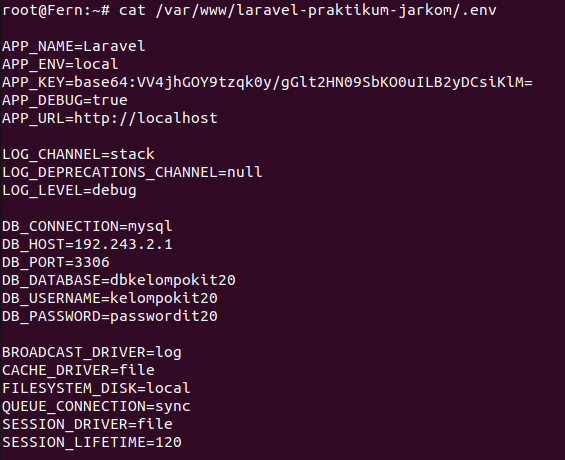 root@Fern:~# cat /var/www/laravel-praktikum-jarkom/.env
APP_NAME=Laravel
APP_ENV=local
APP_KEY=base64:VV4jhGOY9tzqk0y/gGlt2HN09SbKO0uILB2yDCsiKlM=
APP_DEBUG=true
APP_URL=http://localhost
LOG_CHANNEL=stack
LOG_DEPRECATIONS_CHANNEL=null
LOG_LEVEL=debug
DB_CONNECTION=mysql
DB_HOST=192.243.2.1
DB_PORT=3306
DB_DATABASE=dbkelompokit20
DB_USERNAME=kelompokit20
DB_PASSWORD=passwordit20
BROADCAST_DRIVER=log
CACHE_DRIVER=file
FILESYSTEM_DISK=local
QUEUE_CONNECTION=sync
SESSION_DRIVER=file
SESSION_LIFETIME=120